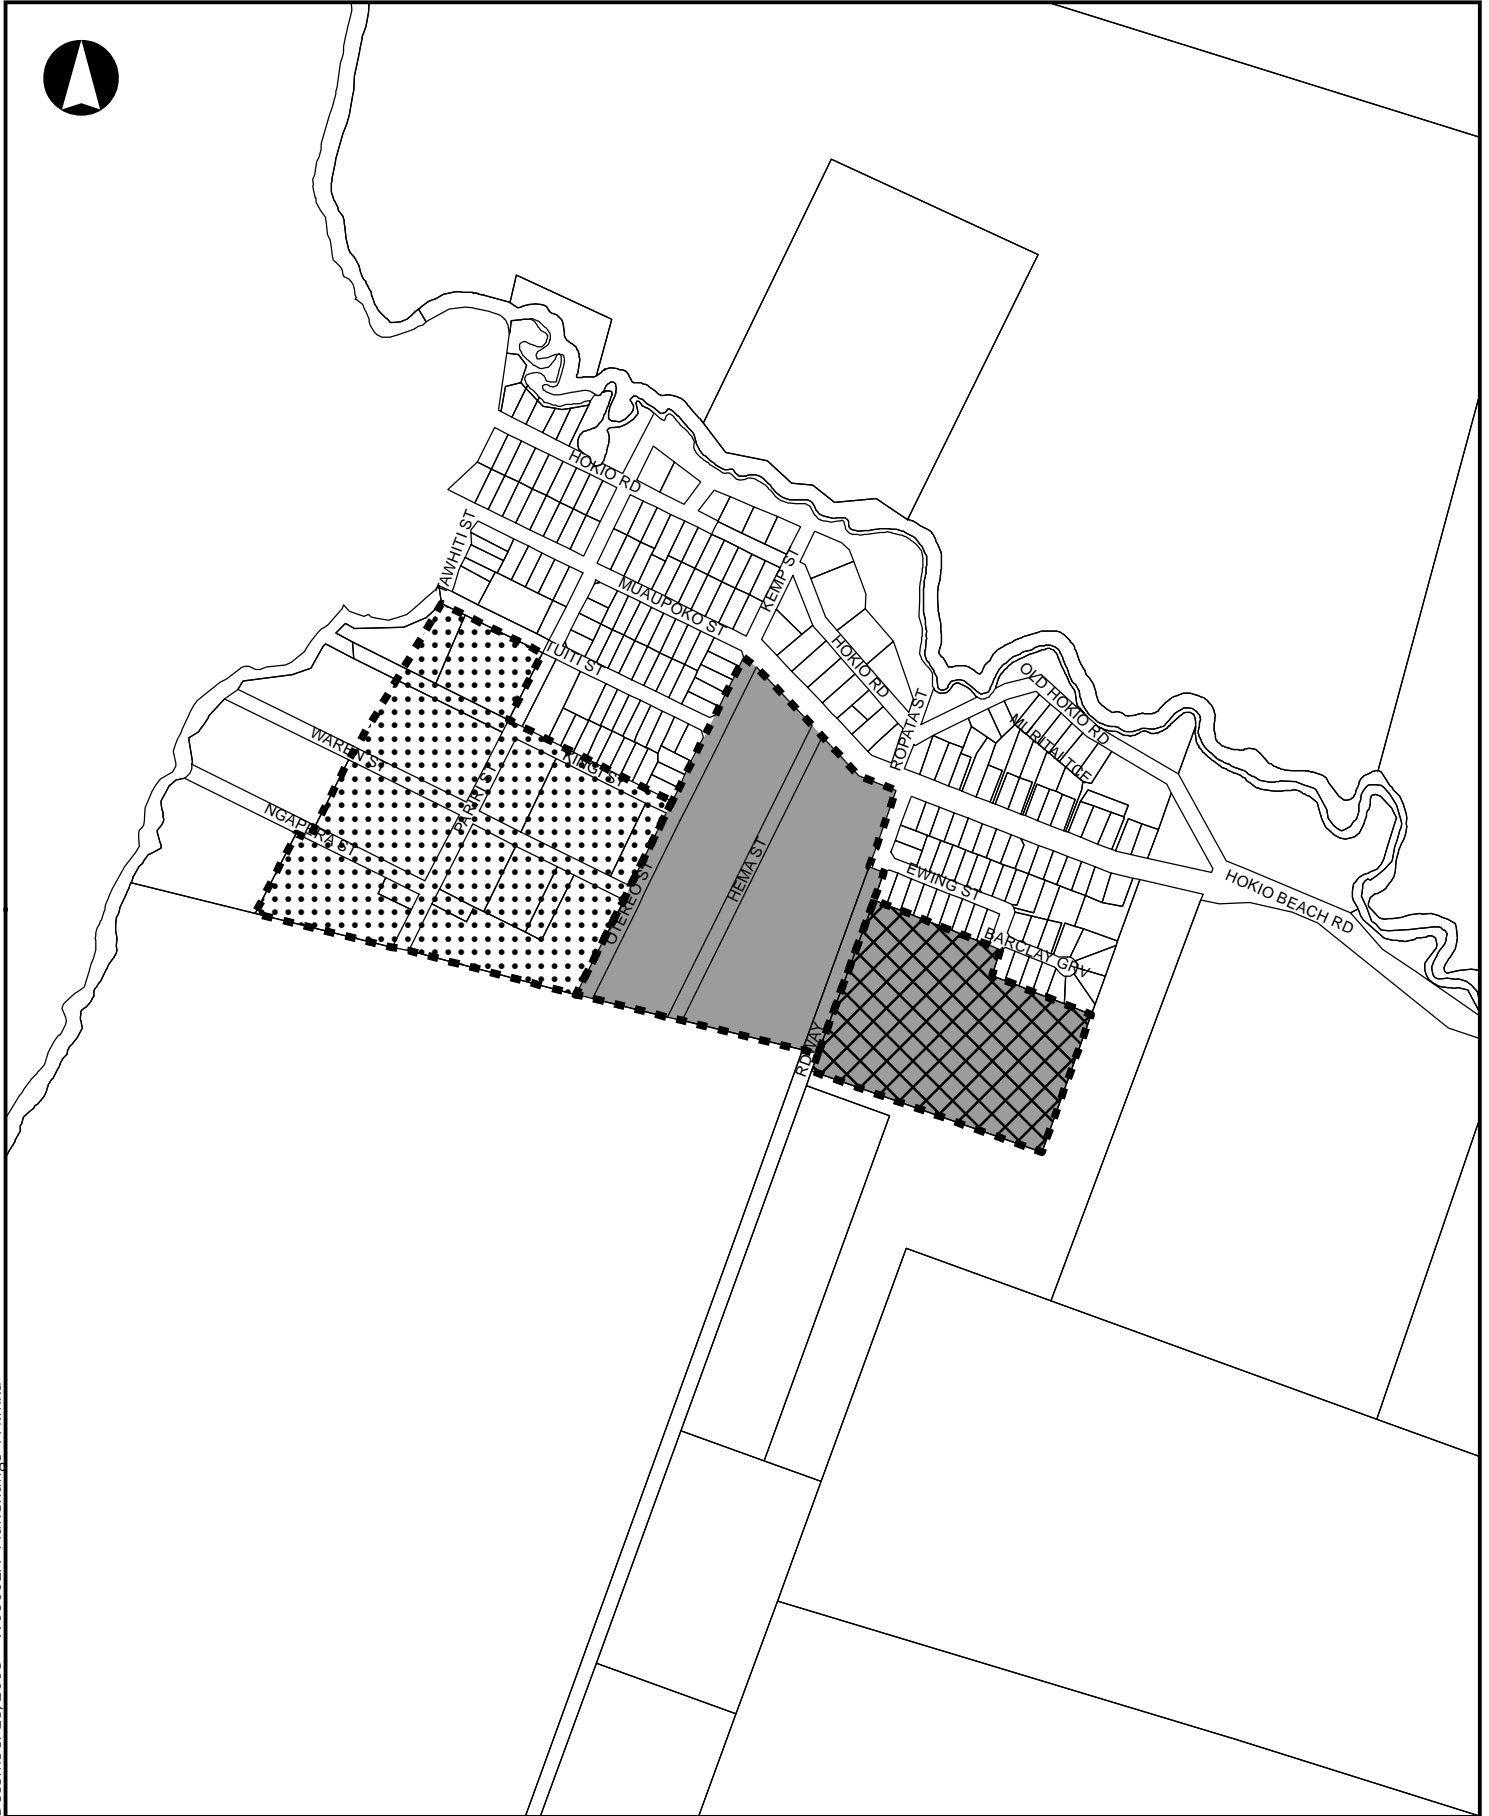 HOKIO RD
TAWHITI ST
MUAUPOKO ST
KEMP ST
TUITI ST
HOKIO RD
OLD HOKIO RD
ROPATA ST
MURITAI TCE
WAREN ST
KINGI ST
PARIRI ST
NGAPERA ST
OTEREO ST
HEMA ST
EWING ST
HOKIO BEACH RD
BARCLAY GRV
RDWAY